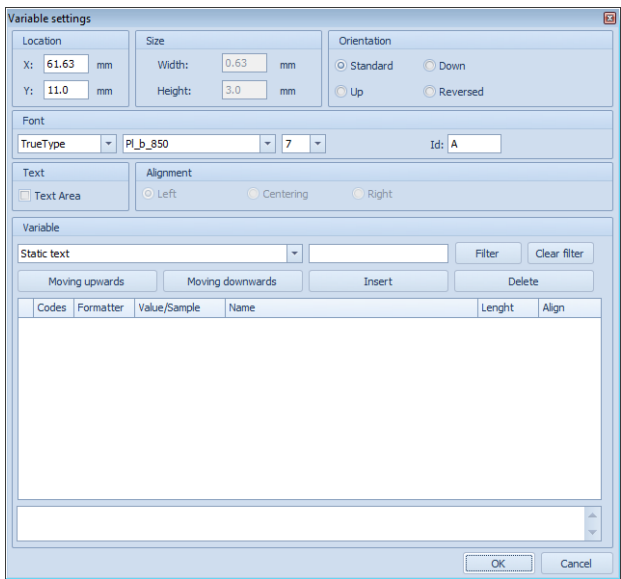 Variable settings
Location
Size
Orientation
X: 61.63 mm
Width: 0.63 mm
Standard
Down
Y: 11.0 mm
Height: 3.0 mm
Up
Reversed
Font
TrueType
Pl_b_850
7
Id: A
Text
Alignment
Text Area
Left
Centering
Right
Variable
Static text
Filter
Clear filter
Moving upwards
Moving downwards
Insert
Delete
Codes Formatter Value/Sample Name Lenght Align
OK
Cancel